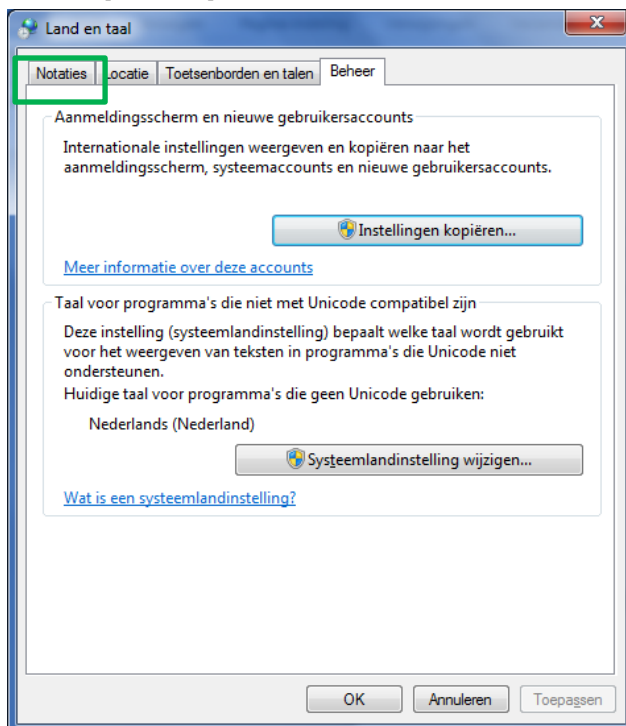 Land en taal
Notaties Locatie Toetsenborden en talen Beheer
Aanmeldingsscherm en nieuwe gebruikersaccounts
Internationale instellingen weergeven en kopiëren naar het
aanmeldingsscherm, systeemaccounts en nieuwe gebruikersaccounts.
Instellingen kopiëren...
Meer informatie over deze accounts
Taal voor programma's die niet met Unicode compatibel zijn
Deze instelling (systeemlandinstelling) bepaalt welke taal wordt gebruikt
voor het weergeven van teksten in programma's die Unicode niet
ondersteunen.
Huidige taal voor programma's die geen Unicode gebruiken:
Nederlands (Nederland)
Systeemlandinstelling wijzigen...
Wat is een systeemlandinstelling?
OK Annuleren Toepassen